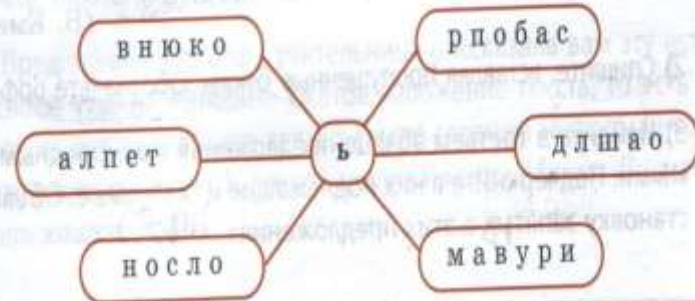 внюко
рпобас
алпет
ь
длшао
носло
мавури